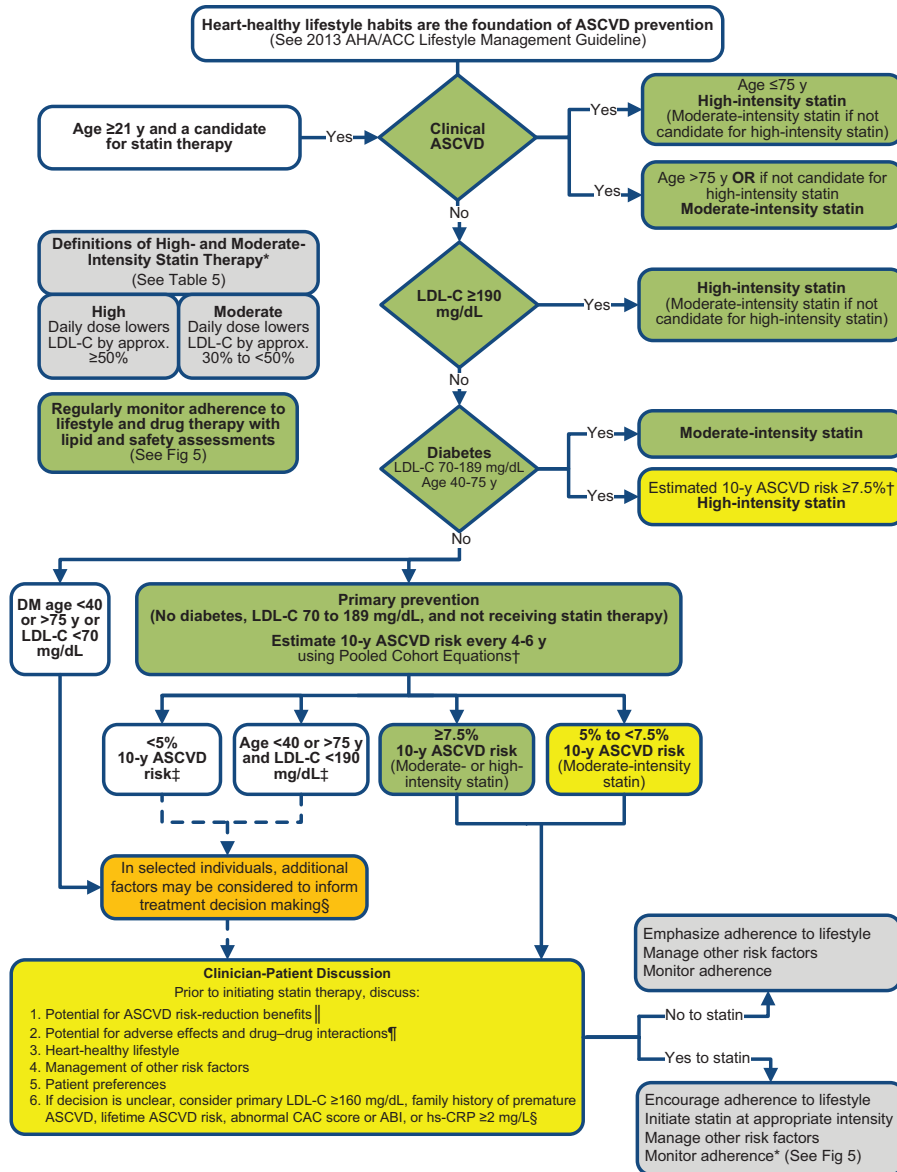 Heart-healthy lifestyle habits are the foundation of ASCVD prevention
(See 2013 AHA/ACC Lifestyle Management Guideline)
Age ≥21 y and a candidate
for statin therapy
Yes
Clinical
ASCVD
Yes
Age ≤75 y
High-intensity statin
(Moderate-intensity statin if not
candidate for high-intensity statin)
Yes
Age >75 y OR if not candidate for
high-intensity statin
Moderate-intensity statin
No
Definitions of High- and Moderate-
Intensity Statin Therapy*
(See Table 5)
High
Daily dose lowers
LDL-C by approx.
≥50%
Moderate
Daily dose lowers
LDL-C by approx.
30% to <50%
LDL-C ≥190
mg/dL
Yes
High-intensity statin
(Moderate-intensity statin if not
candidate for high-intensity statin)
No
Regularly monitor adherence to
lifestyle and drug therapy with
lipid and safety assessments
(See Fig 5)
Diabetes
LDL-C 70-189 mg/dL
Age 40-75 y
Yes
Moderate-intensity statin
Yes
Estimated 10-y ASCVD risk ≥7.5%†
High-intensity statin
No
DM age <40
or >75 y or
LDL-C <70
mg/dL
Primary prevention
(No diabetes, LDL-C 70 to 189 mg/dL, and not receiving statin therapy)
Estimate 10-y ASCVD risk every 4-6 y
using Pooled Cohort Equations†
<5%
10-y ASCVD
risk‡
Age <40 or >75 y
and LDL-C <190
mg/dL‡
≥7.5%
10-y ASCVD risk
(Moderate- or high-
intensity statin)
5% to <7.5%
10-y ASCVD risk
(Moderate-intensity
statin)
In selected individuals, additional
factors may be considered to inform
treatment decision making§
Clinician-Patient Discussion
Prior to initiating statin therapy, discuss:
1. Potential for ASCVD risk-reduction benefits‖
2. Potential for adverse effects and drug–drug interactions¶
3. Heart-healthy lifestyle
4. Management of other risk factors
5. Patient preferences
6. If decision is unclear, consider primary LDL-C ≥160 mg/dL, family history of premature
ASCVD, lifetime ASCVD risk, abnormal CAC score or ABI, or hs-CRP ≥2 mg/L§
Emphasize adherence to lifestyle
Manage other risk factors
Monitor adherence
No to statin
Yes to statin
Encourage adherence to lifestyle
Initiate statin at appropriate intensity
Manage other risk factors
Monitor adherence* (See Fig 5)